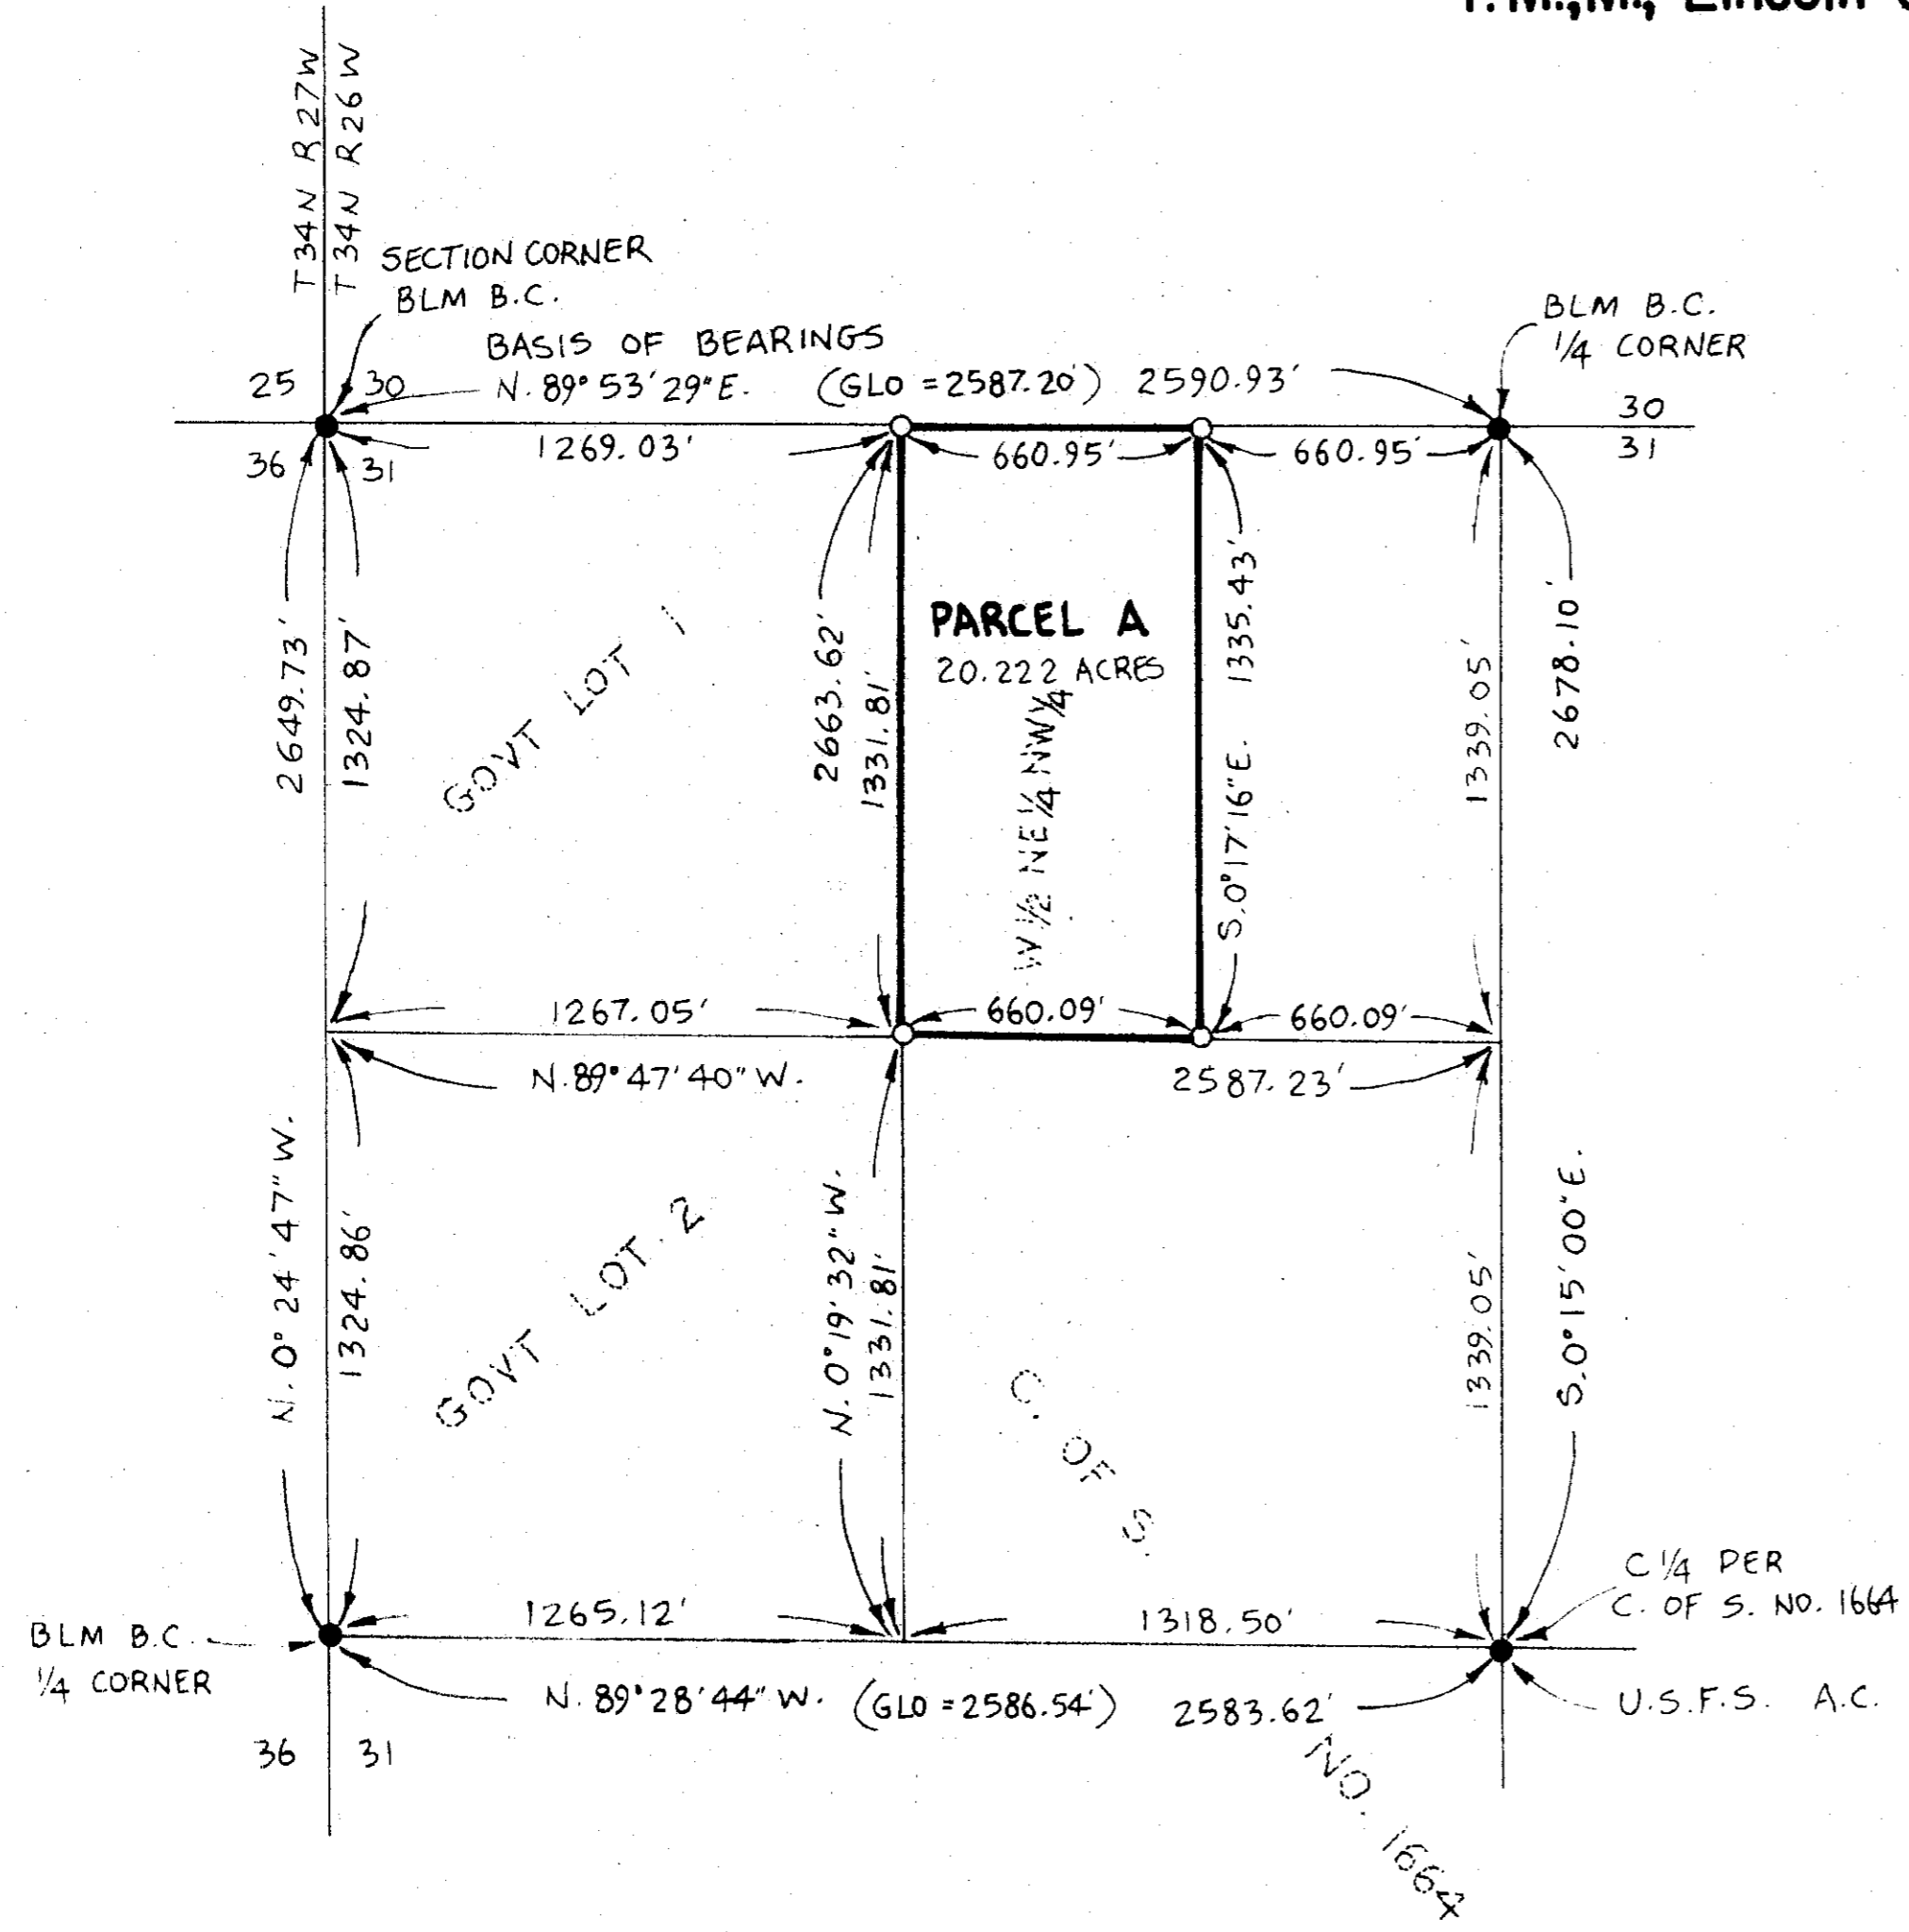 T34N R27W
T34N R26W
SECTION CORNER
BLM B.C.
BASIS OF BEARINGS
N. 89° 53' 29" E. (GLO = 2587.20') 2590.93'
BLM B.C.
1/4 CORNER
25 30
30
36 31
31
1269.03'
660.95'
660.95'
2649.73'
1324.87'
GOVT LOT 1
2663.62'
1331.81'
PARCEL A
20.222 ACRES
W 1/2 NE 1/4 NW 1/4
S. 0° 17' 16" E. 1335.43'
1339.05'
2678.10'
1267.05'
660.09'
660.09'
N. 89° 47' 40" W.
2587.23'
N. 0° 24' 47" W.
1324.86'
GOVT LOT 2
N. 0° 19' 32" W.
1331.81'
C. OF S.
1339.05'
S. 0° 15' 00" E.
C 1/4 PER
C. OF S. NO. 1664
BLM B.C.
1/4 CORNER
1265.12'
1318.50'
N. 89° 28' 44" W. (GLO = 2586.54') 2583.62'
U.S.F.S. A.C.
36 31
NO. 1664